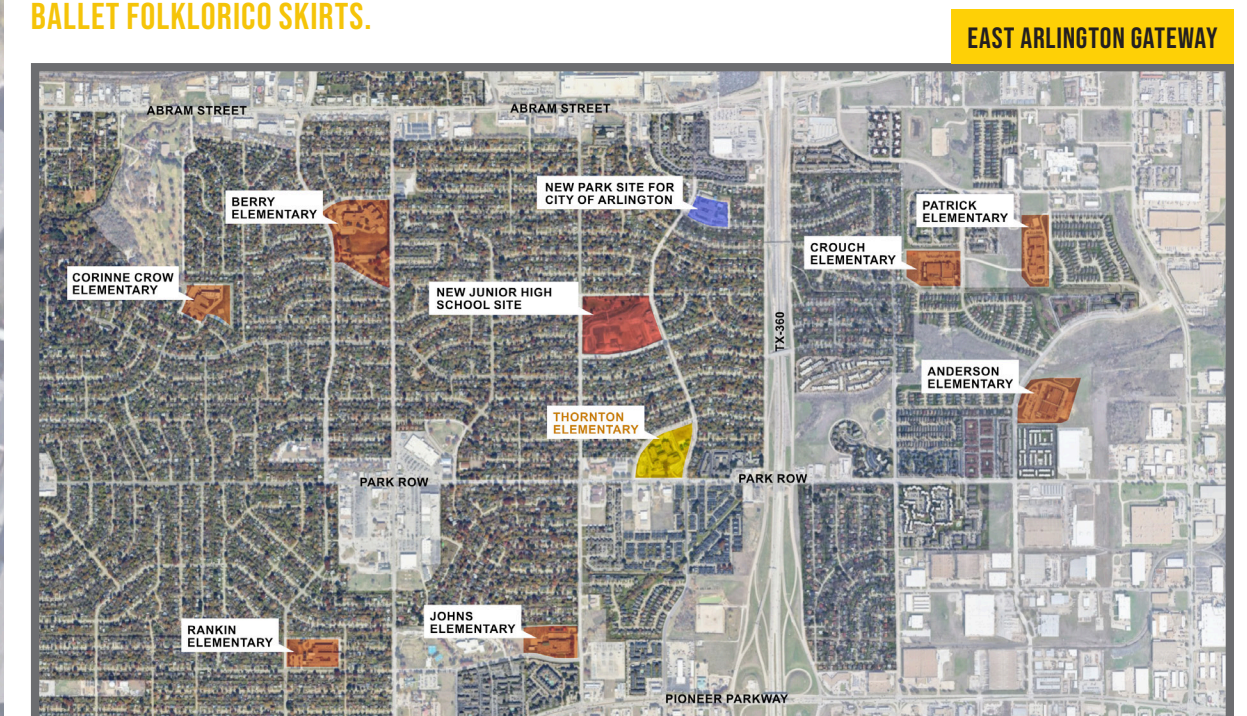 BALLET FOLKLORICO SKIRTS.
EAST ARLINGTON GATEWAY
ABRAM STREET
ABRAM STREET
BERRY
ELEMENTARY
NEW PARK SITE FOR
CITY OF ARLINGTON
PATRICK
ELEMENTARY
CROUCH
ELEMENTARY
CORINNE CROW
ELEMENTARY
NEW JUNIOR HIGH
SCHOOL SITE
TX-360
ANDERSON
ELEMENTARY
THORNTON
ELEMENTARY
PARK ROW
PARK ROW
JOHNS
ELEMENTARY
RANKIN
ELEMENTARY
PIONEER PARKWAY